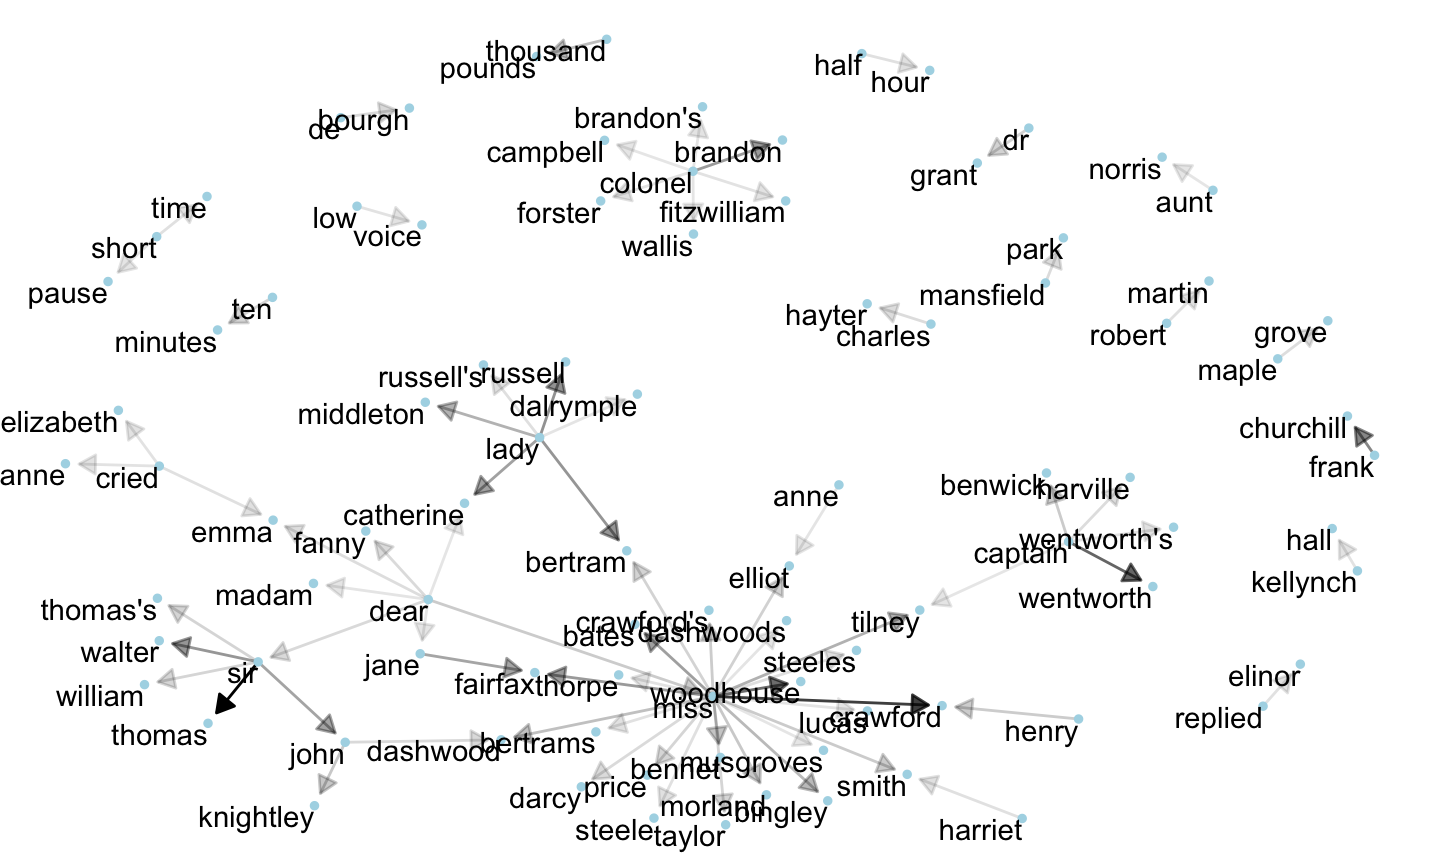 thousand
pounds
half
hour
de
bourgh
brandon's
campbell
brandon
colonel
forster
fitzwilliam
wallis
dr
grant
norris
aunt
time
short
pause
low
voice
ten
minutes
park
mansfield
martin
robert
hayter
charles
grove
maple
russell's
russell
middleton
dalrymple
lady
elizabeth
anne
cried
churchill
frank
emma
fanny
catherine
anne
benwick
harville
wentworth's
captain
wentworth
hall
kellynch
bertram
elliot
madam
dear
thomas's
walter
sir
william
thomas
jane
fairfax
thorpe
crawford's
bates
dashwoods
tilney
steeles
woodhouse
miss
lucas
crawford
henry
elinor
replied
john
dashwood
bertrams
knightley
bennet
musgroves
darcy
price
smith
morland
bingley
steele
taylor
harriet